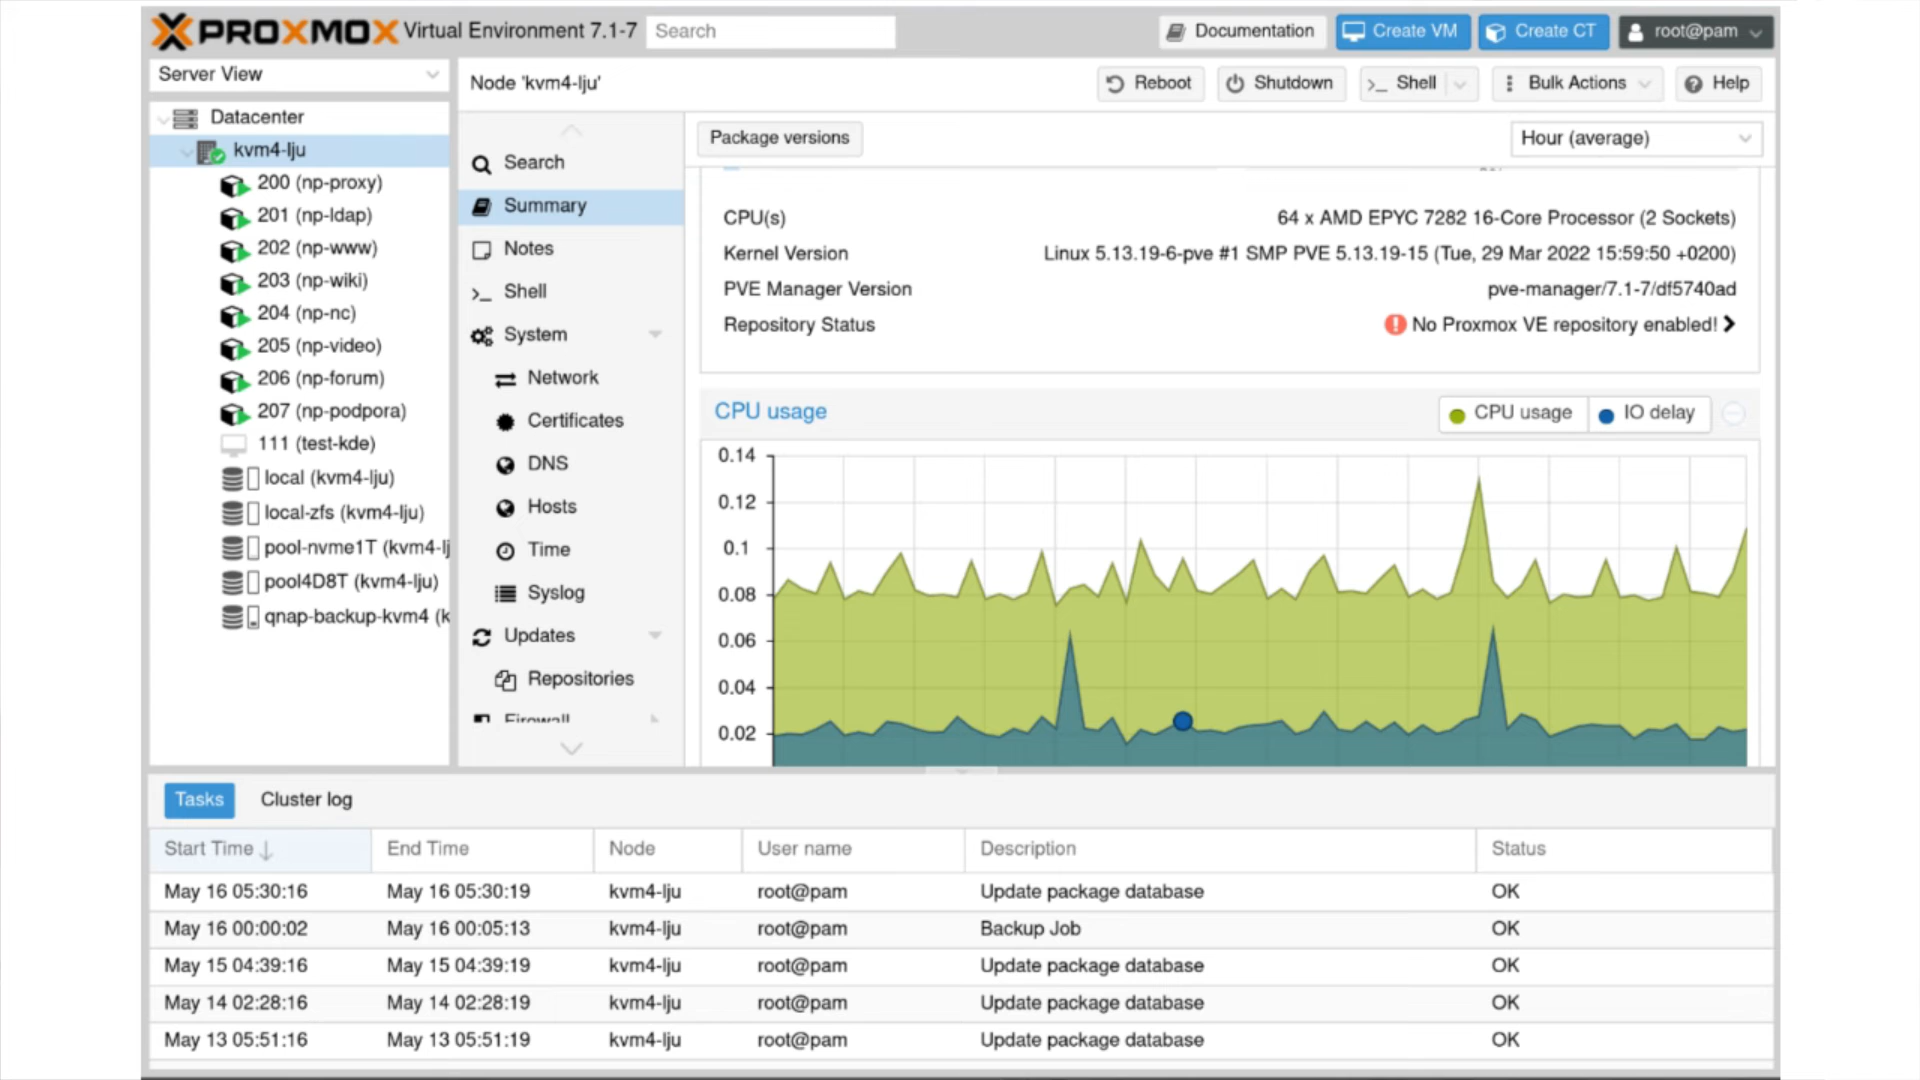 PROXMOX Virtual Environment 7.1-7 Search Documentation Create VM Create CT root@pam
Server View
Node 'kvm4-lju' Reboot Shutdown >_ Shell Bulk Actions Help
Datacenter
kvm4-lju
200 (np-proxy)
201 (np-ldap)
202 (np-www)
203 (np-wiki)
204 (np-nc)
205 (np-video)
206 (np-forum)
207 (np-podpora)
111 (test-kde)
local (kvm4-lju)
local-zfs (kvm4-lju)
pool-nvme1T (kvm4-lj
pool4D8T (kvm4-lju)
qnap-backup-kvm4 (k
Search
Summary
Notes
>_ Shell
System
Network
Certificates
DNS
Hosts
Time
Syslog
Updates
Repositories
Firewall
Package versions Hour (average)
CPU(s) 64 x AMD EPYC 7282 16-Core Processor (2 Sockets)
Kernel Version Linux 5.13.19-6-pve #1 SMP PVE 5.13.19-15 (Tue, 29 Mar 2022 15:59:50 +0200)
PVE Manager Version pve-manager/7.1-7/df5740ad
Repository Status No Proxmox VE repository enabled!
CPU usage CPU usage IO delay
0.14
0.12
0.1
0.08
0.06
0.04
0.02
Tasks Cluster log
Start Time End Time Node User name Description Status
May 16 05:30:16 May 16 05:30:19 kvm4-lju root@pam Update package database OK
May 16 00:00:02 May 16 00:05:13 kvm4-lju root@pam Backup Job OK
May 15 04:39:16 May 15 04:39:19 kvm4-lju root@pam Update package database OK
May 14 02:28:16 May 14 02:28:19 kvm4-lju root@pam Update package database OK
May 13 05:51:16 May 13 05:51:19 kvm4-lju root@pam Update package database OK